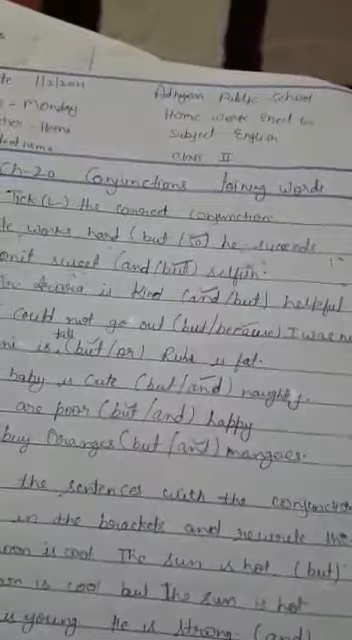 1/2/2021 Adhyayan Public School
Monday Home work sheet
Heena Subject - English
name Class II
Ch-20 Conjunctions Joining words
Tick (✓) the correct conjunction
works hard (but/so) he succeeds
sweet (and/but) selfish.
is kind (and/but) helpful
Could not go out (but/because) I was
tall
is (but/or) Rubi is fat.
baby is cute (but/and) naughty.
are poor (but/and) happy
buy Oranges (but/and) mangoes.
the sentences with the conjunction
in the brackets and rewrite the
is cool The sun is hot. (but)
is cool but The sun is hot
is young. He is strong. (and)